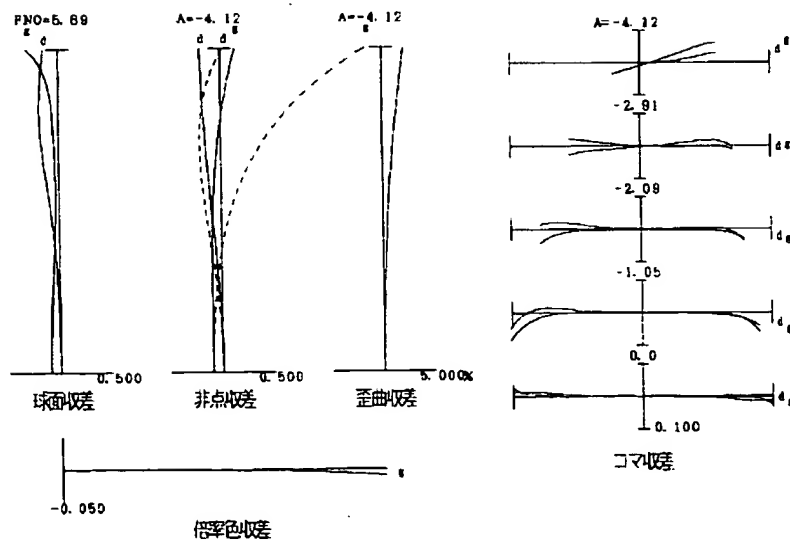 FNO=5.89
g d
A=-4.12
d d g
A=-4.12
g
0.500
球面収差
0.500
非点収差
5.000%
歪曲収差
A=-4.12
d g
-2.91
d g
-2.09
d g
-1.05
d g
0.0
d
0.100
コマ収差
g
-0.050
倍率色収差